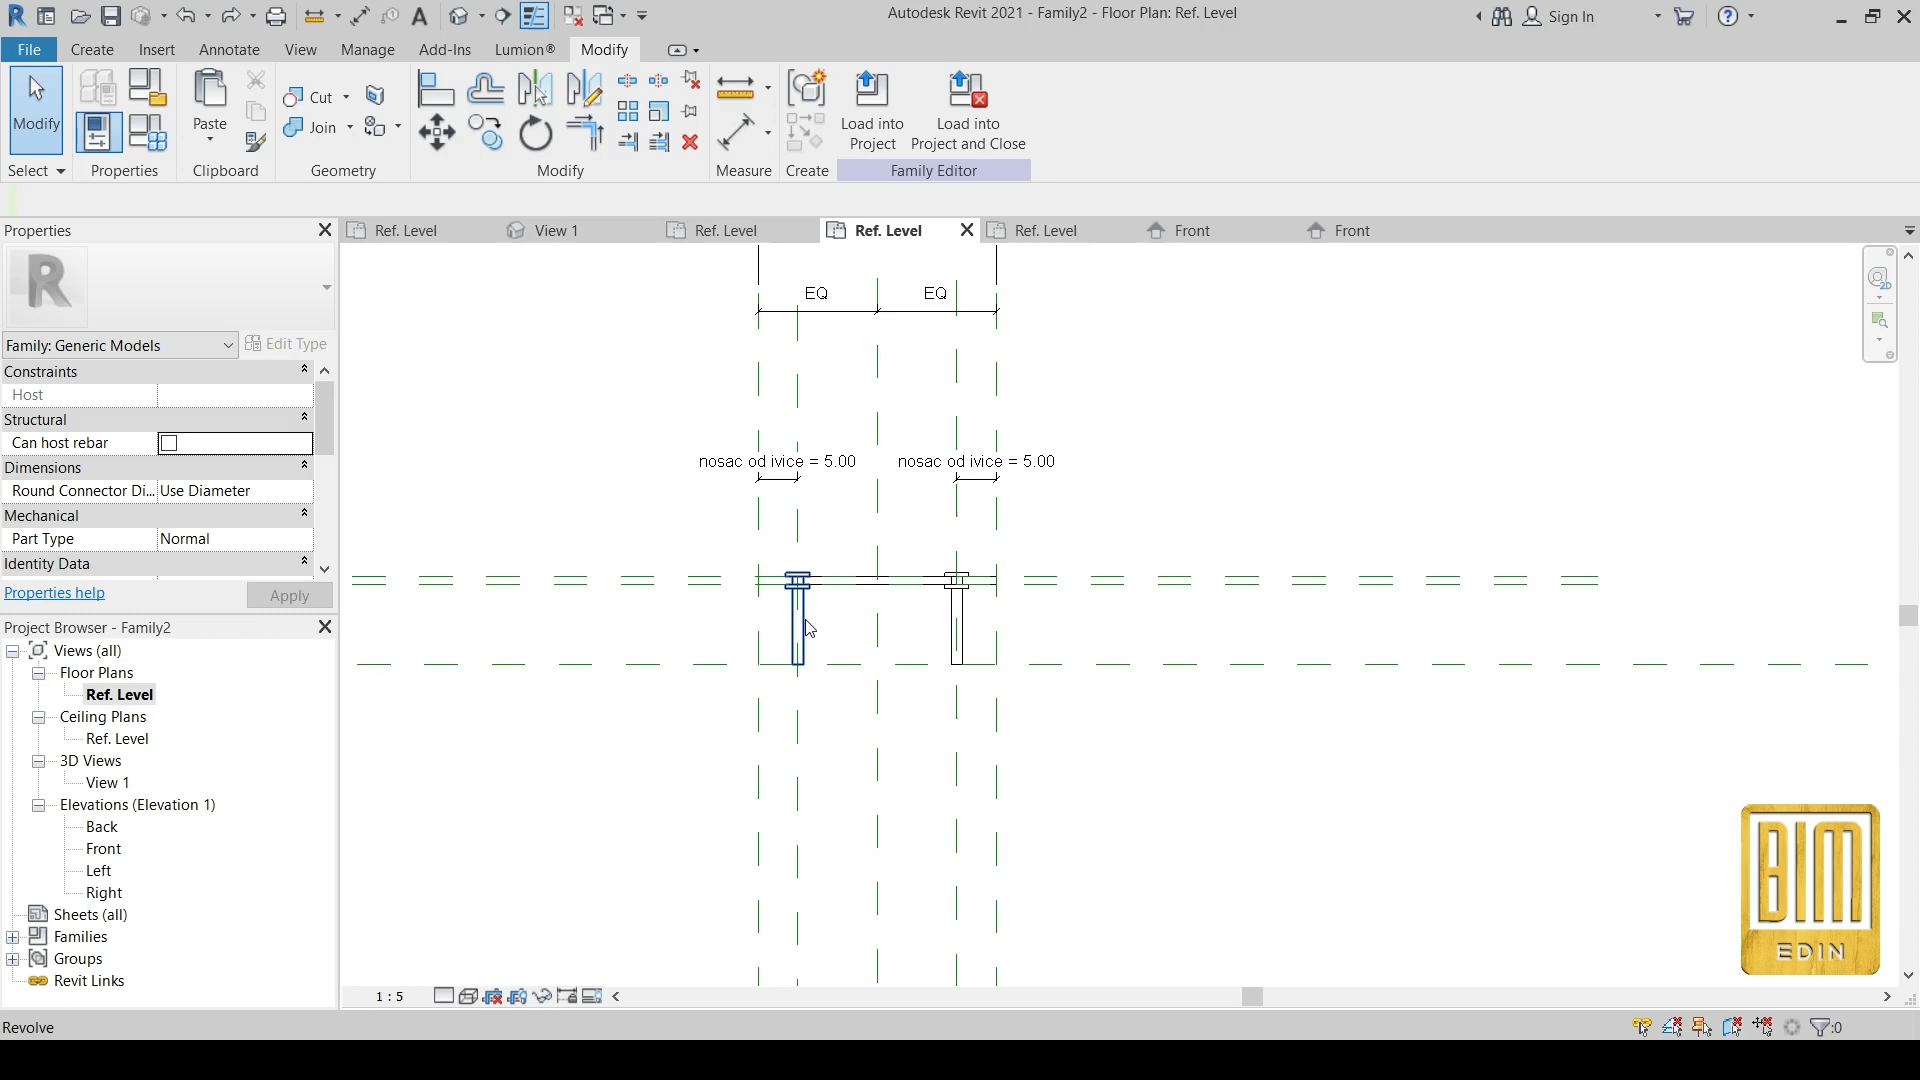 Autodesk Revit 2021 - Family2 - Floor Plan: Ref. Level
Sign In
File Create Insert Annotate View Manage Add-Ins Lumion® Modify
Modify
Paste
Cut
Join
Load into
Project
Load into
Project and Close
Select Properties Clipboard Geometry Modify Measure Create Family Editor
Properties
Ref. Level View 1 Ref. Level Ref. Level Ref. Level Front Front
R
Family: Generic Models
Edit Type
Constraints
Host
Structural
Can host rebar
Dimensions
Round Connector Di... Use Diameter
Mechanical
Part Type Normal
Identity Data
Properties help
Apply
Project Browser - Family2
Views (all)
Floor Plans
Ref. Level
Ceiling Plans
Ref. Level
3D Views
View 1
Elevations (Elevation 1)
Back
Front
Left
Right
Sheets (all)
Families
Groups
Revit Links
EQ EQ
nosac od ivice = 5.00 nosac od ivice = 5.00
2D
BIM
EDIN
1 : 5
Revolve
:0